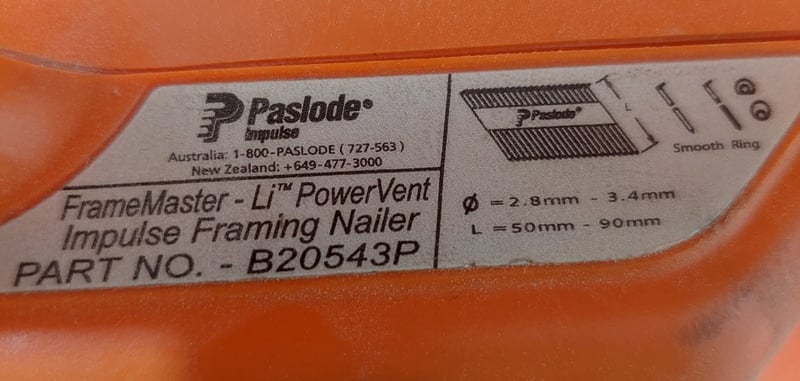 Paslode®
Impulse
Australia: 1-800-PASLODE ( 727-563 )
New Zealand: +649-477-3000
FrameMaster - Li™ PowerVent
Impulse Framing Nailer
PART NO. - B20543P
Paslode®
L
Smooth Ring
Ø = 2.8mm - 3.4mm
L = 50mm - 90mm